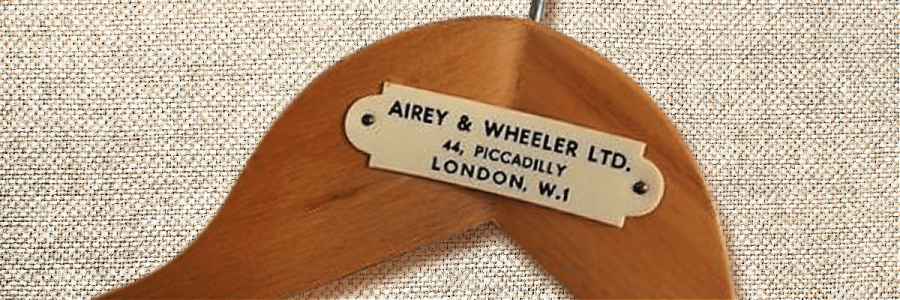 AIREY & WHEELER LTD.
44, PICCADILLY
LONDON, W.1